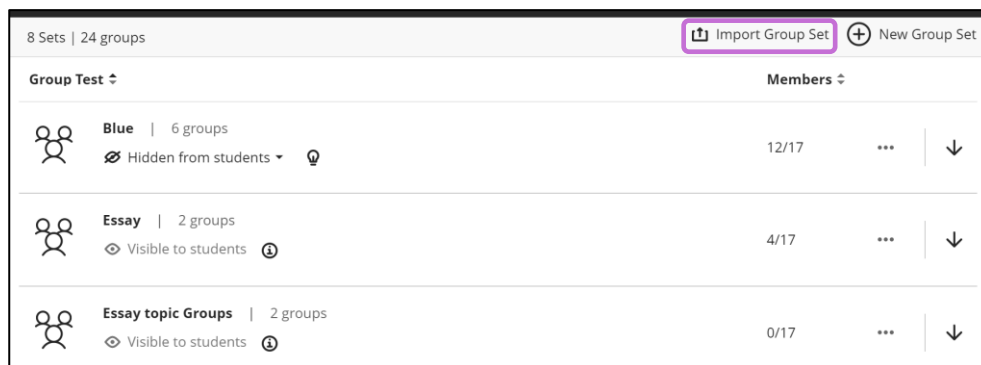 8 Sets | 24 groups Import Group Set New Group Set
Group Test Members
Blue | 6 groups
Hidden from students
12/17
Essay | 2 groups
Visible to students
4/17
Essay topic Groups | 2 groups
Visible to students
0/17